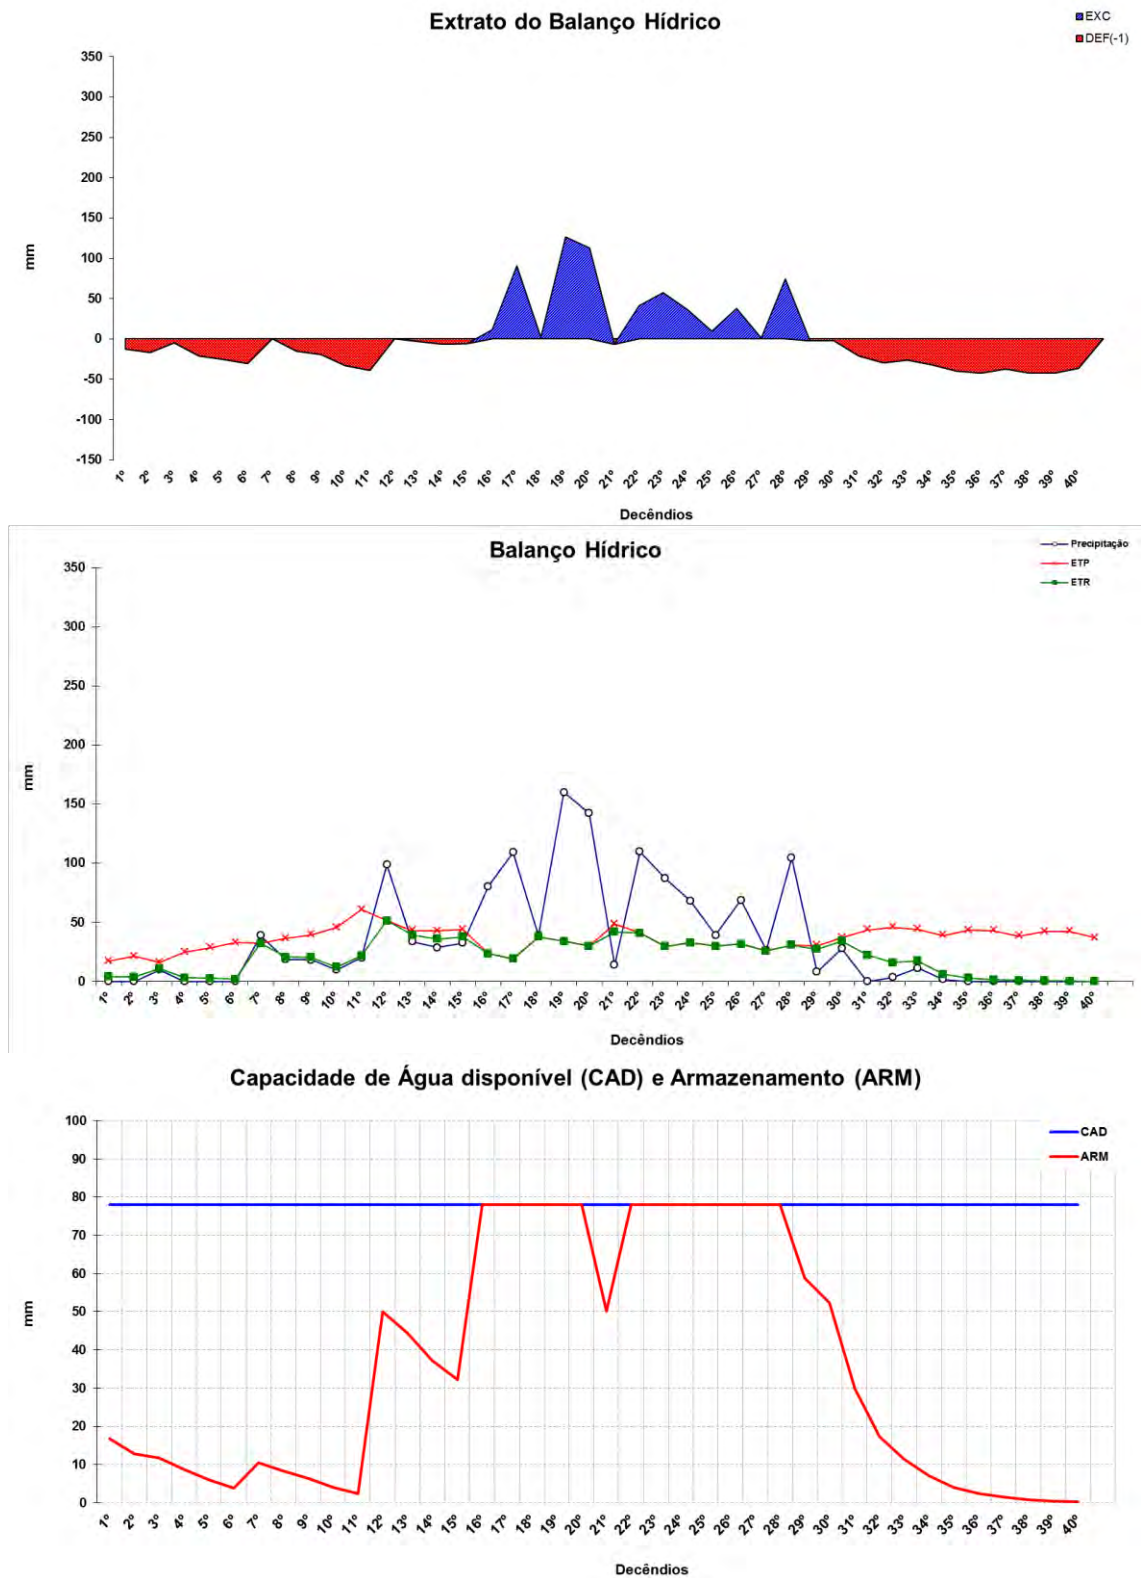 Extrato do Balanço Hídrico
EXC
DEF(-1)
350
300
250
200
150
100
50
0
-50
-100
-150
mm
1º 2º 3º 4º 5º 6º 7º 8º 9º 10º 11º 12º 13º 14º 15º 16º 17º 18º 19º 20º 21º 22º 23º 24º 25º 26º 27º 28º 29º 30º 31º 32º 33º 34º 35º 36º 37º 38º 39º 40º
Decêndios
Balanço Hídrico
Precipitação
ETP
ETR
350
300
250
200
150
100
50
0
mm
1º 2º 3º 4º 5º 6º 7º 8º 9º 10º 11º 12º 13º 14º 15º 16º 17º 18º 19º 20º 21º 22º 23º 24º 25º 26º 27º 28º 29º 30º 31º 32º 33º 34º 35º 36º 37º 38º 39º 40º
Decêndios
Capacidade de Água disponível (CAD) e Armazenamento (ARM)
CAD
ARM
100
90
80
70
60
50
40
30
20
10
0
mm
1º 2º 3º 4º 5º 6º 7º 8º 9º 10º 11º 12º 13º 14º 15º 16º 17º 18º 19º 20º 21º 22º 23º 24º 25º 26º 27º 28º 29º 30º 31º 32º 33º 34º 35º 36º 37º 38º 39º 40º
Decêndios